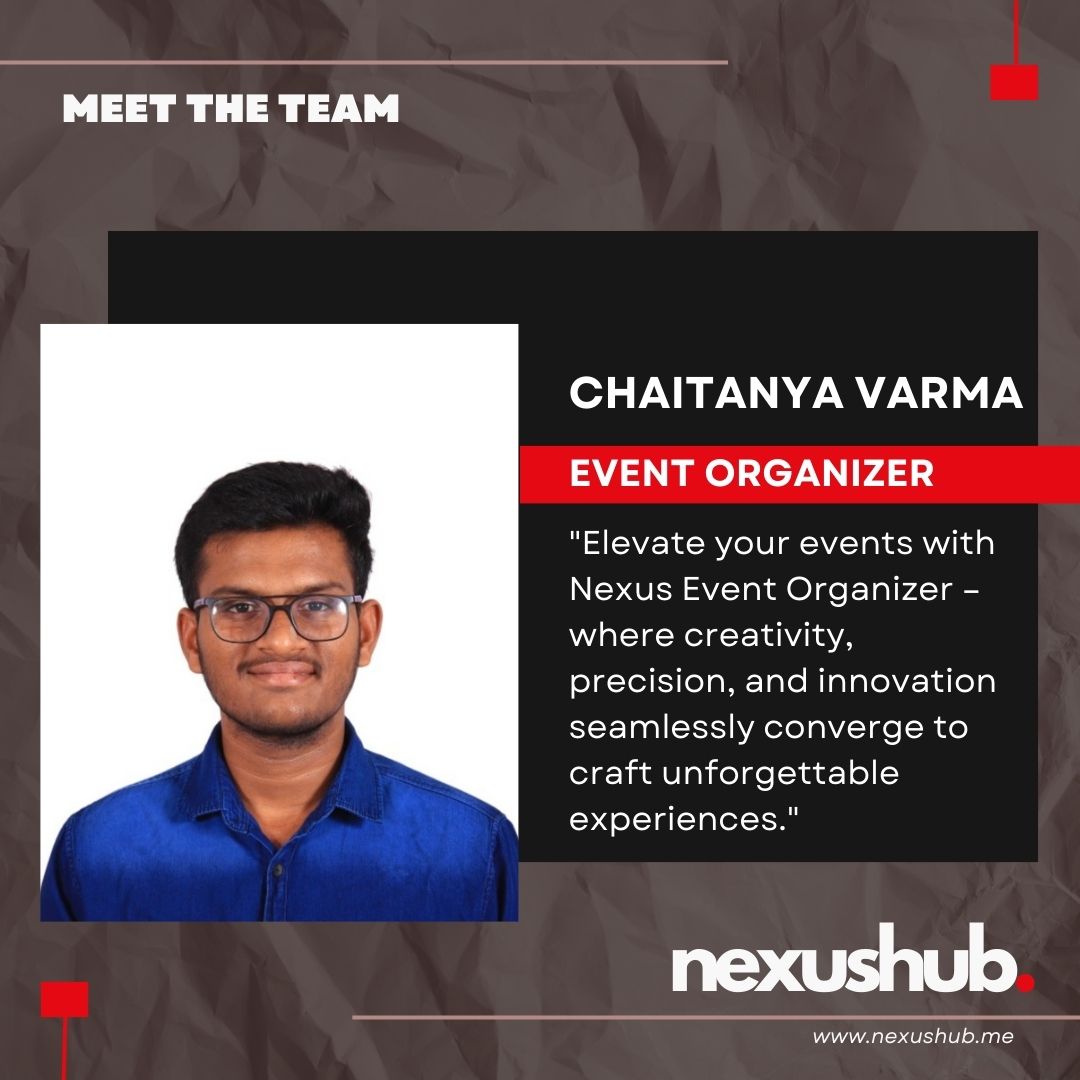 MEET THE TEAM
CHAITANYA VARMA
EVENT ORGANIZER
"Elevate your events with
Nexus Event Organizer –
where creativity,
precision, and innovation
seamlessly converge to
craft unforgettable
experiences."
nexushub.
www.nexushub.me